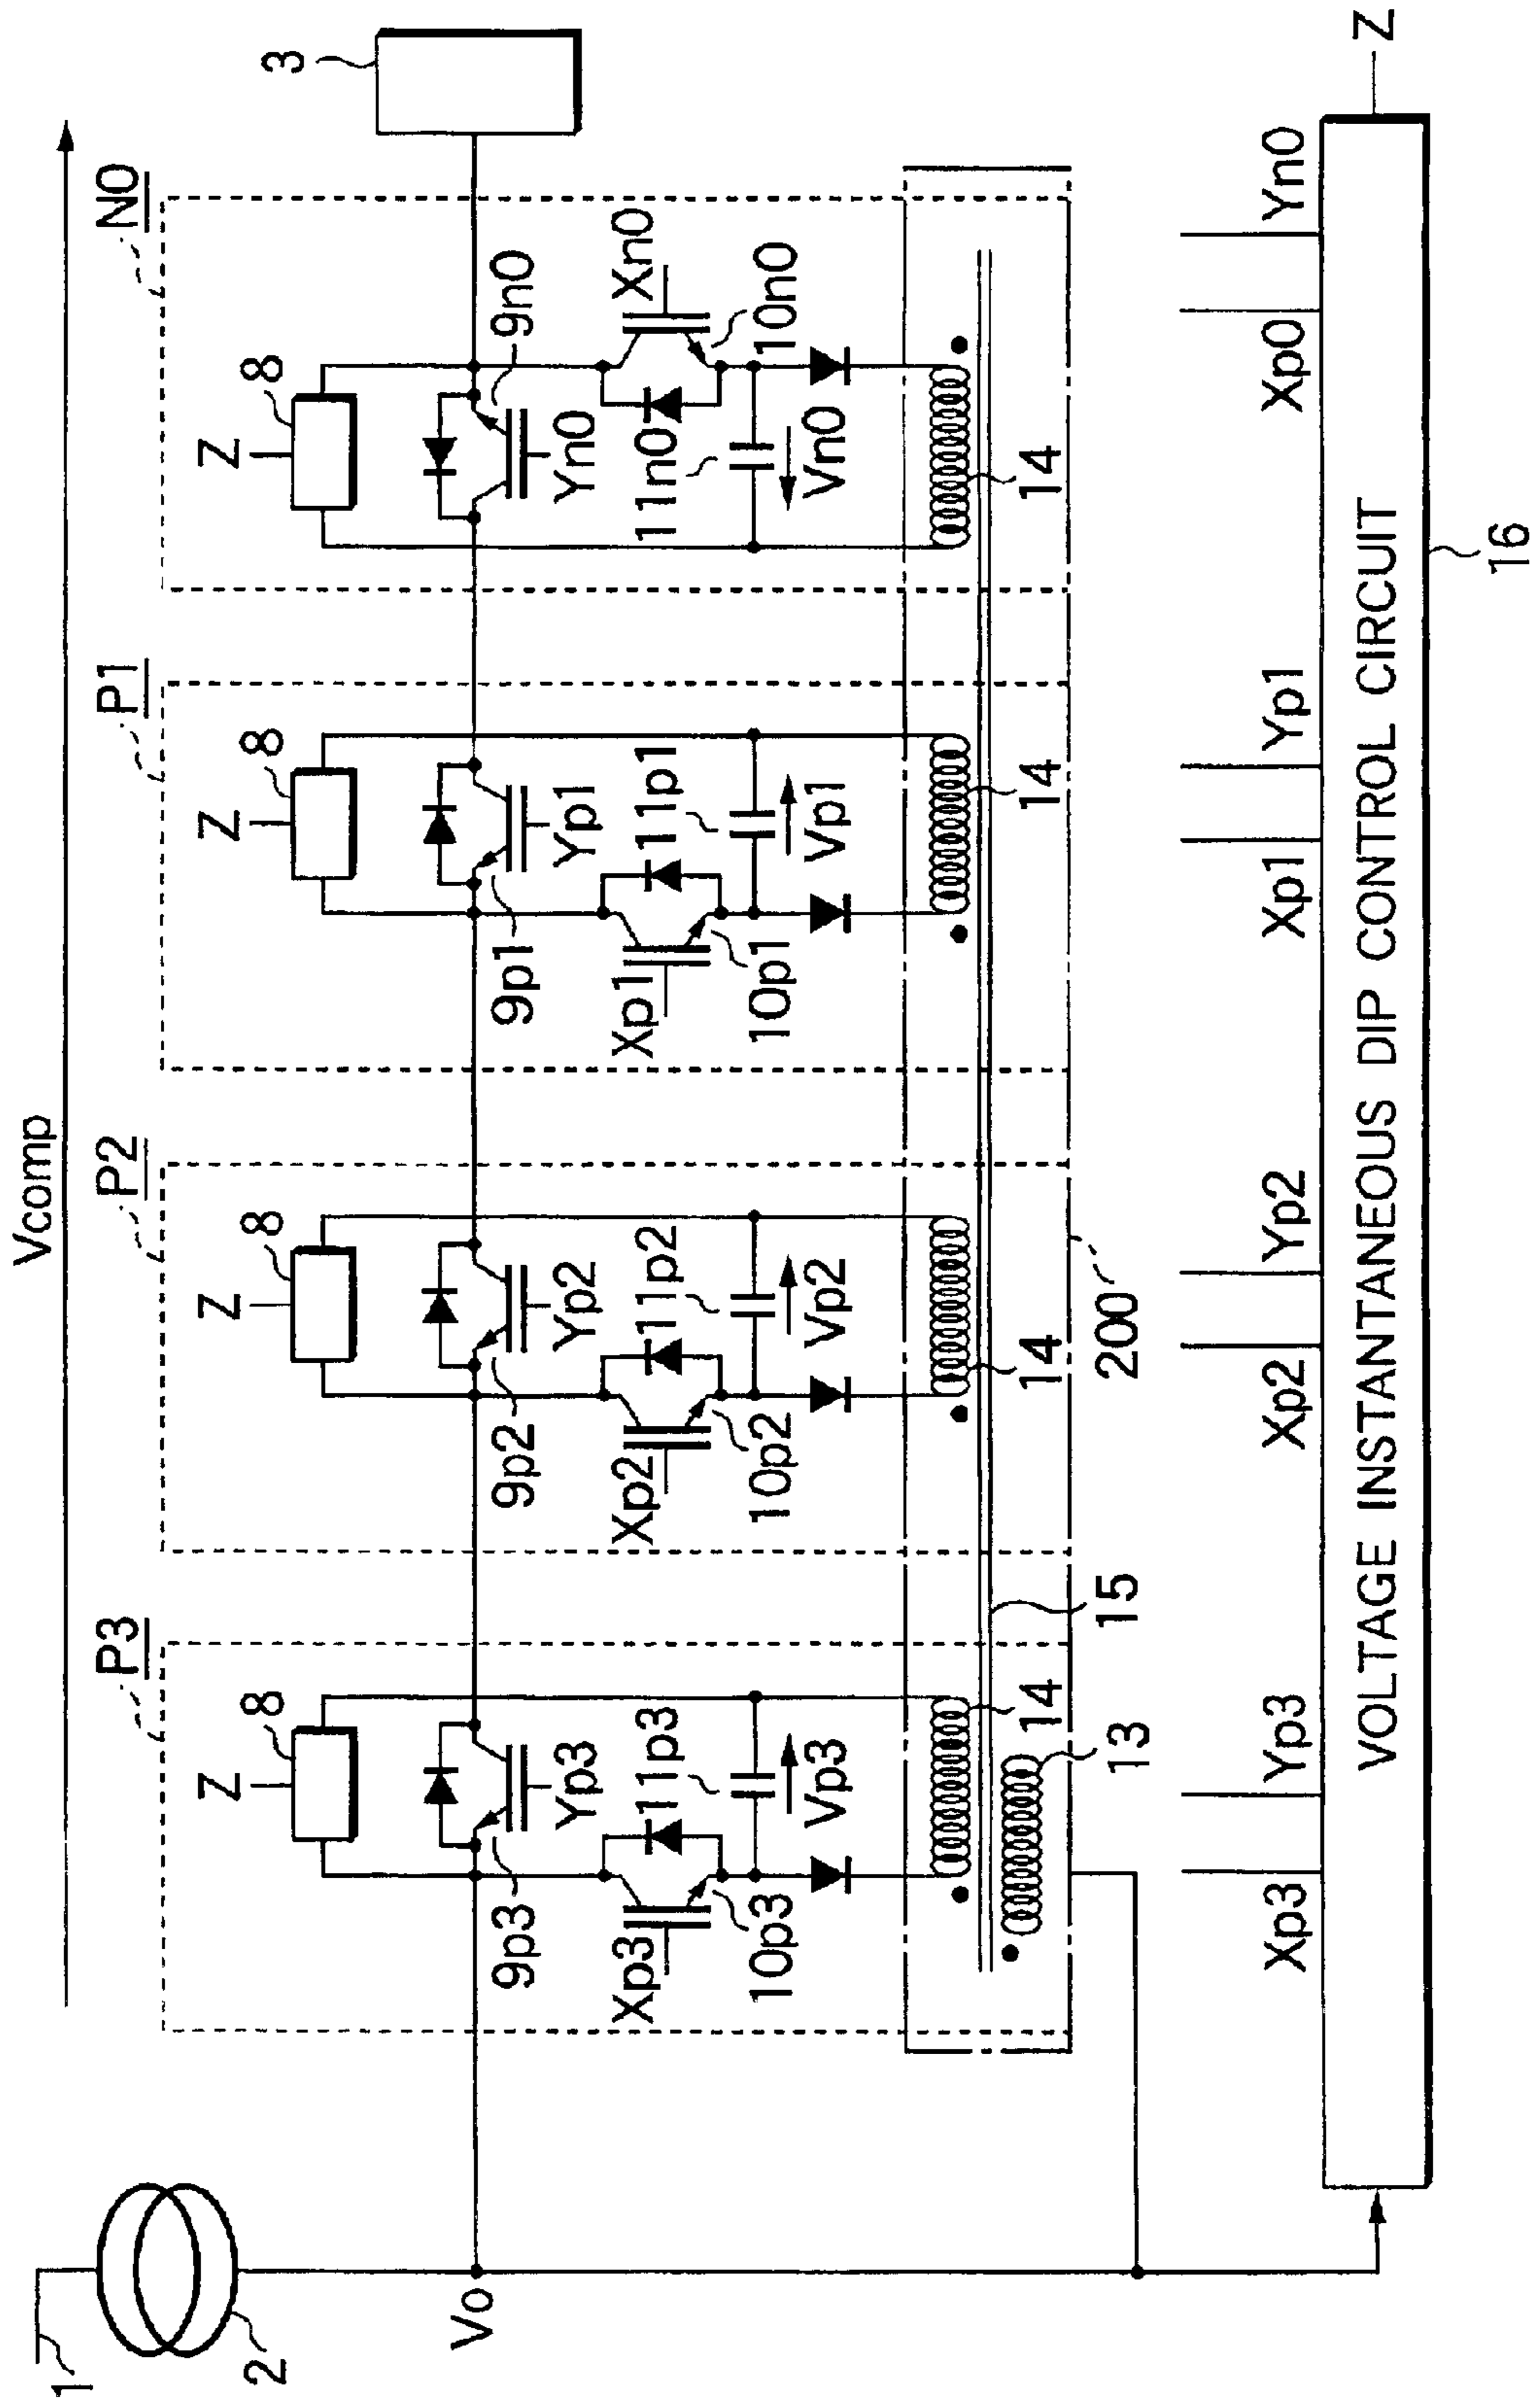 Vcomp
P3
P2
P1
N0
1
2
3
Z
8
Z
8
Z
8
Z
8
Vo
9p3
Yp3
9p2
Yp2
9p1
Yp1
Yn0
9n0
Xp3
10p3
11p3
Vp3
Xp2
10p2
11p2
Vp2
Xp1
10p1
11p1
Vp1
11n0
Vn0
Xn0
10n0
14
14
14
14
13
15
200
Xp3
Yp3
Xp2
Yp2
Xp1
Yp1
Xp0
Yn0
VOLTAGE INSTANTANEOUS DIP CONTROL CIRCUIT
Z
16